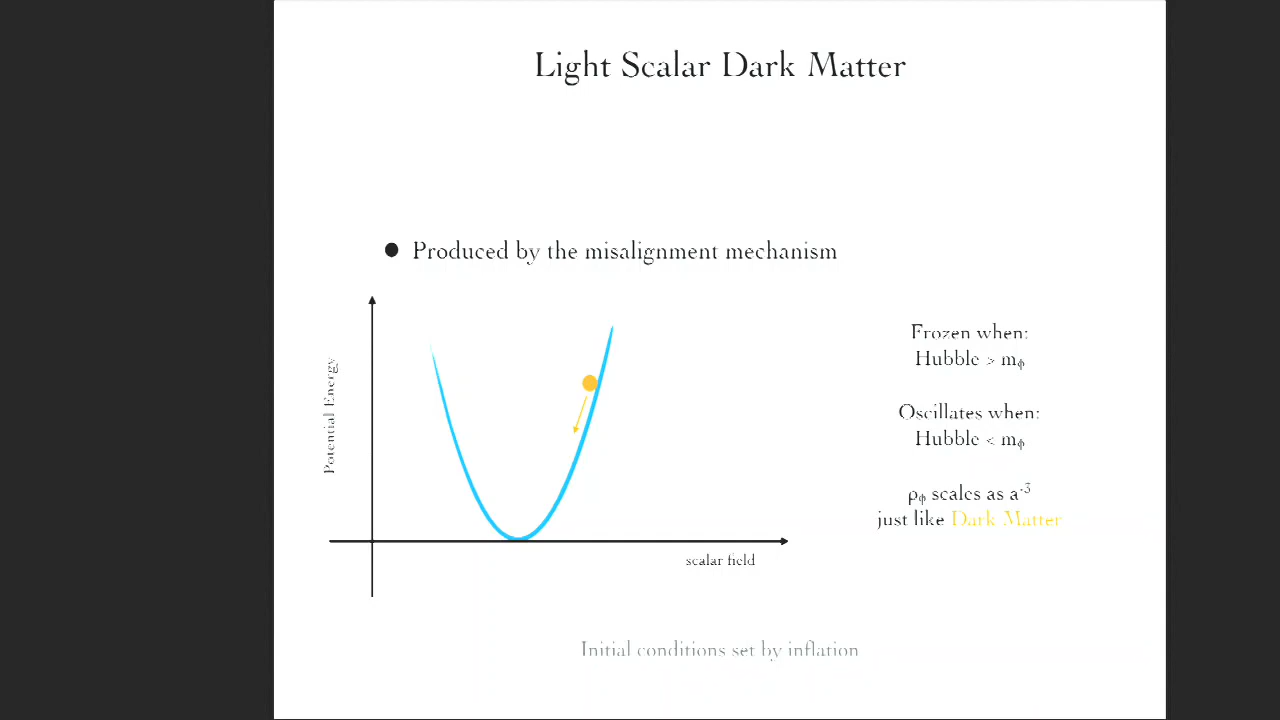 Light Scalar Dark Matter
● Produced by the misalignment mechanism
Potential Energy
scalar field
Frozen when:
Hubble > mϕ
Oscillates when:
Hubble < mϕ
ρϕ scales as a⁻³
just like Dark Matter
Initial conditions set by inflation